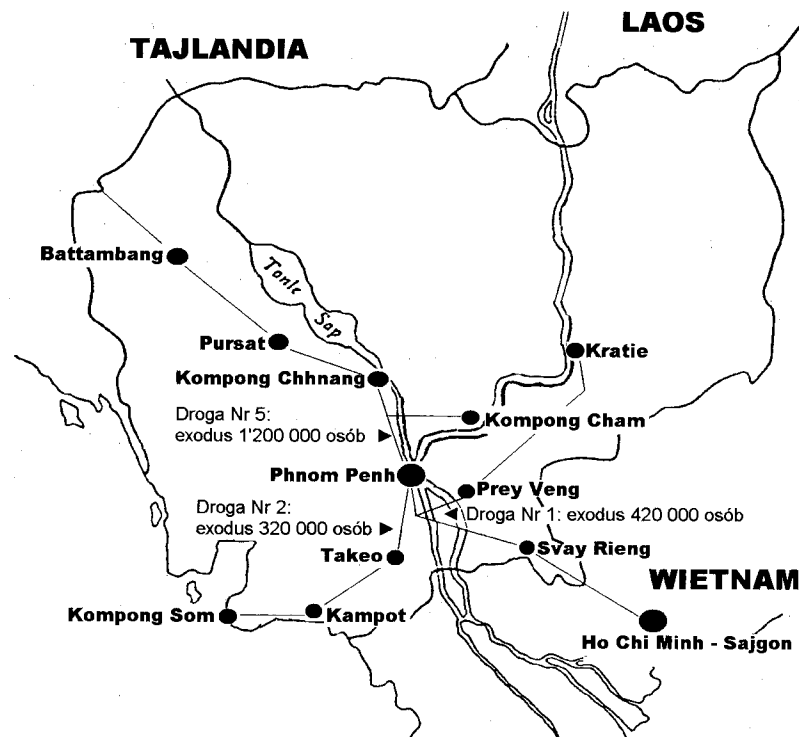 LAOS
TAJLANDIA
Battambang
Tonle
Sap
Pursat
Kratie
Kompong Chhnang
Droga Nr 5:
exodus 1'200 000 osób
Kompong Cham
Phnom Penh
Prey Veng
Droga Nr 2:
exodus 320 000 osób
Droga Nr 1: exodus 420 000 osób
Takeo
Svay Rieng
WIETNAM
Kompong Som
Kampot
Ho Chi Minh - Sajgon